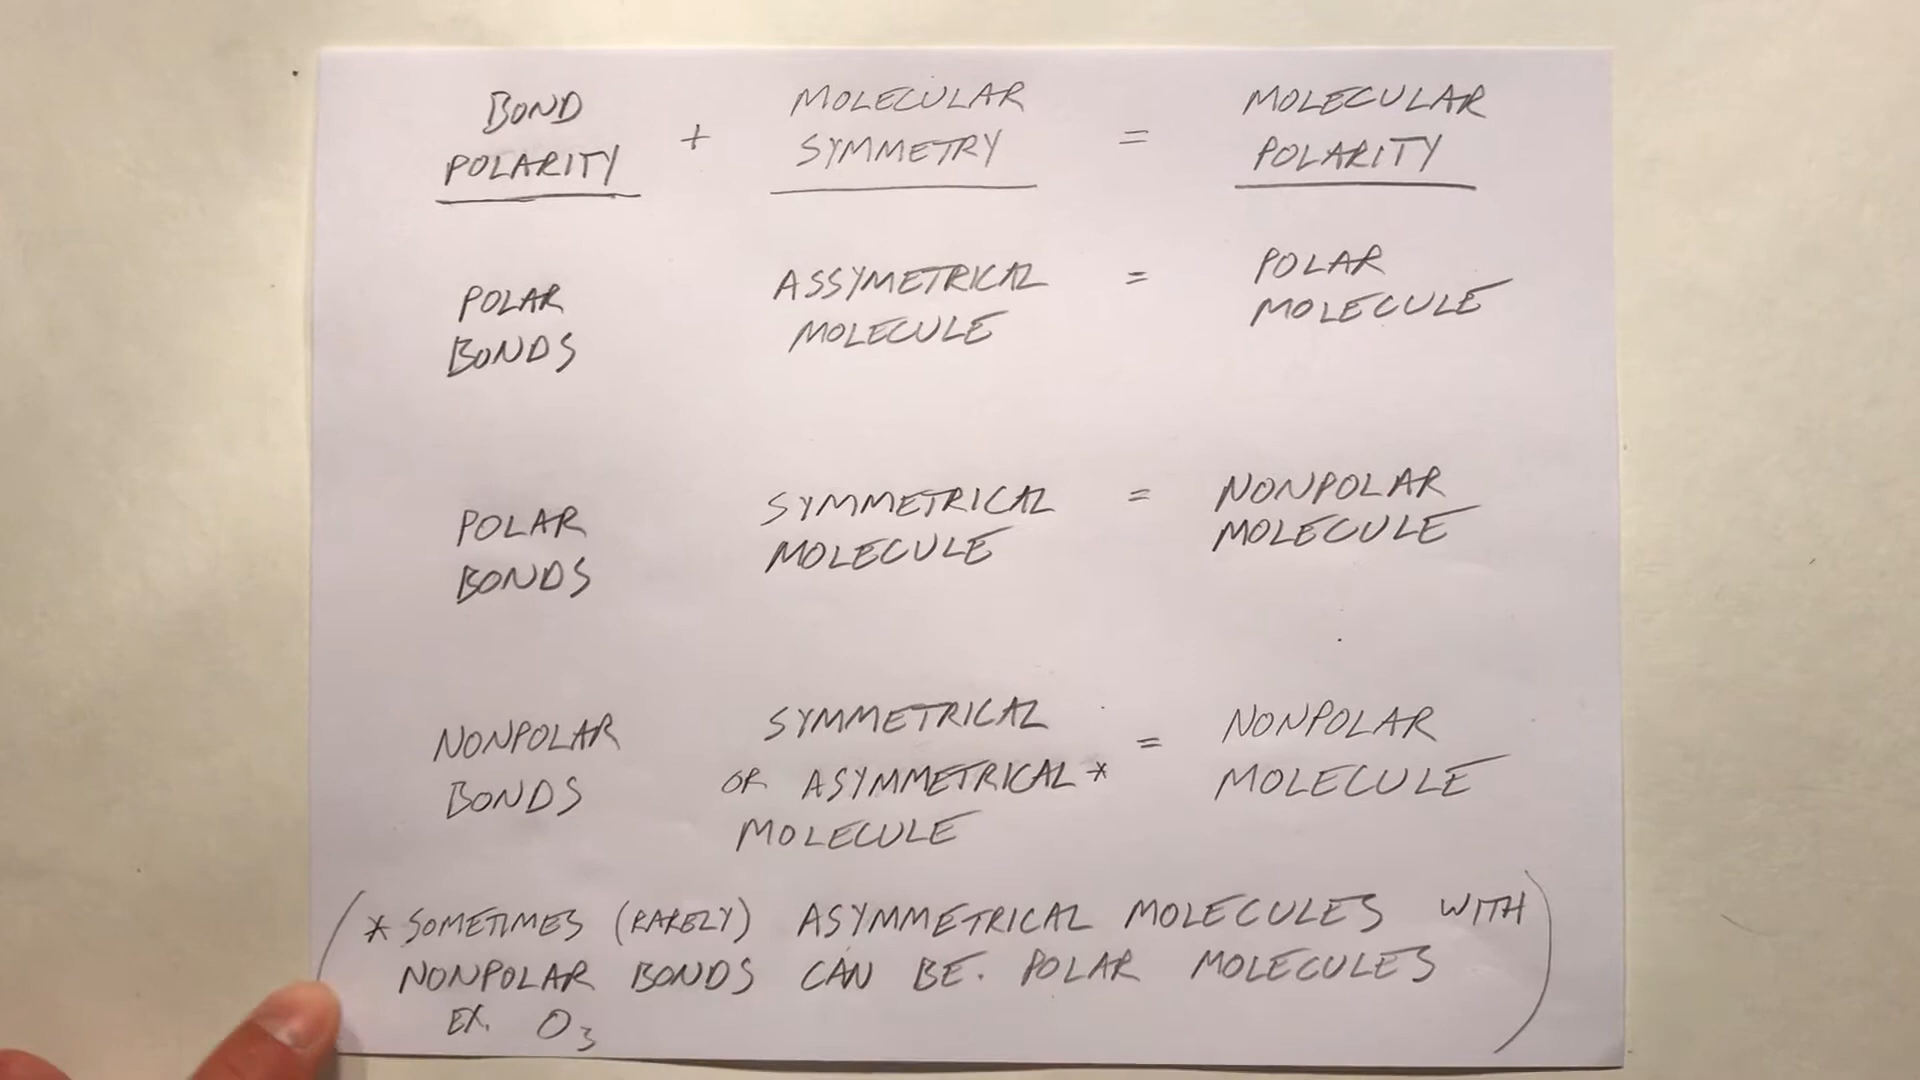 BOND
POLARITY
+
MOLECULAR
SYMMETRY
=
MOLECULAR
POLARITY
POLAR
BONDS
ASSYMETRICAL
MOLECULE
=
POLAR
MOLECULE
POLAR
BONDS
SYMMETRICAL
MOLECULE
=
NONPOLAR
MOLECULE
NONPOLAR
BONDS
SYMMETRICAL
OR ASYMMETRICAL *
MOLECULE
=
NONPOLAR
MOLECULE
(* SOMETIMES (RARELY) ASYMMETRICAL MOLECULES WITH
NONPOLAR BONDS CAN BE. POLAR MOLECULES
EX. O3)